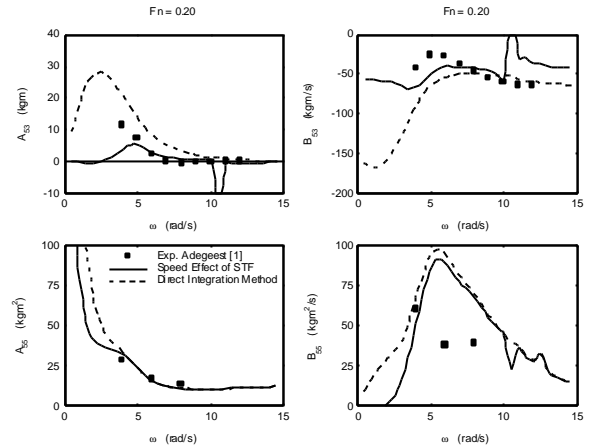 Fn = 0.20
40
30
20
10
0
-10
A53 (kgm)
0 5 10 15
ω (rad/s)
Fn = 0.20
0
-50
-100
-150
-200
B53 (kgm/s)
0 5 10 15
ω (rad/s)
100
75
50
25
0
A55 (kgm²)
Exp. Adegeest [1]
Speed Effect of STF
Direct Integration Method
0 5 10 15
ω (rad/s)
100
75
50
25
0
B55 (kgm²/s)
0 5 10 15
ω (rad/s)